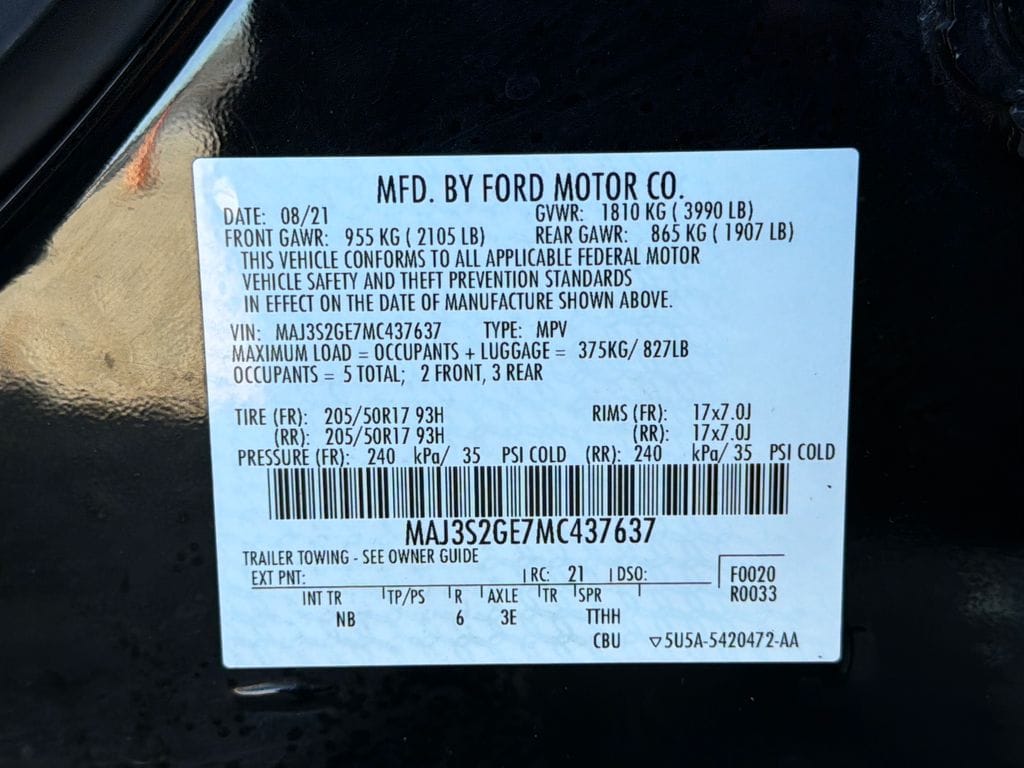 MFD. BY FORD MOTOR CO.
DATE: 08/21 GVWR: 1810 KG ( 3990 LB)
FRONT GAWR: 955 KG ( 2105 LB) REAR GAWR: 865 KG ( 1907 LB)
THIS VEHICLE CONFORMS TO ALL APPLICABLE FEDERAL MOTOR
VEHICLE SAFETY AND THEFT PREVENTION STANDARDS
IN EFFECT ON THE DATE OF MANUFACTURE SHOWN ABOVE.
VIN: MAJ3S2GE7MC437637 TYPE: MPV
MAXIMUM LOAD = OCCUPANTS + LUGGAGE = 375KG/ 827LB
OCCUPANTS = 5 TOTAL; 2 FRONT, 3 REAR
TIRE (FR): 205/50R17 93H RIMS (FR): 17x7.0J
(RR): 205/50R17 93H (RR): 17x7.0J
PRESSURE (FR): 240 kPa/ 35 PSI COLD (RR): 240 kPa/ 35 PSI COLD
MAJ3S2GE7MC437637
TRAILER TOWING - SEE OWNER GUIDE
EXT PNT: RC: 21 DSO: F0020
INT TR TP/PS R AXLE TR SPR R0033
NB 6 3E TTHH
CBU ▽5U5A-5420472-AA